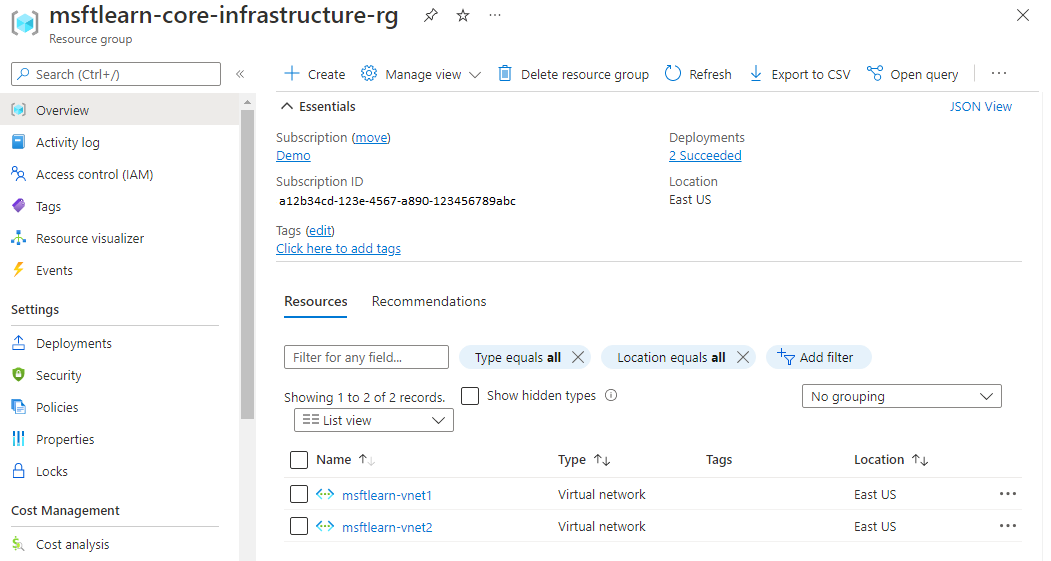 msftlearn-core-infrastructure-rg
Resource group
Search (Ctrl+/)
Overview
Activity log
Access control (IAM)
Tags
Resource visualizer
Events
Settings
Deployments
Security
Policies
Properties
Locks
Cost Management
Cost analysis
Create Manage view Delete resource group Refresh Export to CSV Open query
Essentials JSON View
Subscription (move)
Demo
Subscription ID
a12b34cd-123e-4567-a890-123456789abc
Tags (edit)
Click here to add tags
Deployments
2 Succeeded
Location
East US
Resources Recommendations
Filter for any field... Type equals all Location equals all Add filter
Showing 1 to 2 of 2 records. Show hidden types No grouping
List view
Name Type Tags Location
msftlearn-vnet1 Virtual network East US
msftlearn-vnet2 Virtual network East US